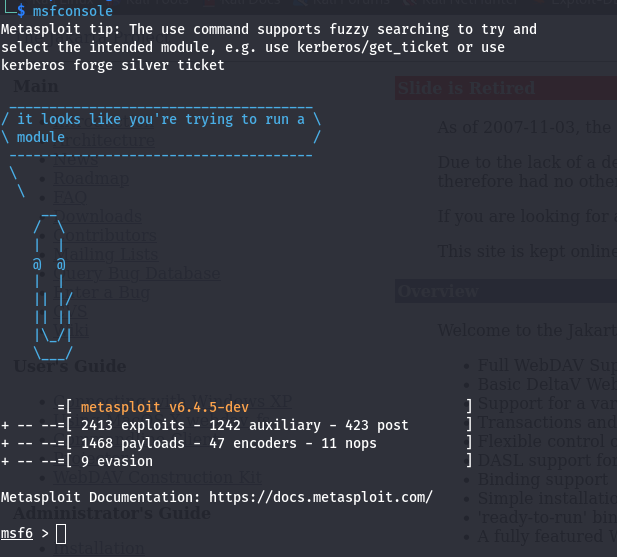 $ msfconsole
Metasploit tip: The use command supports fuzzy searching to try and
select the intended module, e.g. use kerberos/get_ticket or use
kerberos forge silver ticket
Main
Slide is Retired
/ it looks like you're trying to run a \
As of 2007-11-03, the
\ module /
Architecture
Due to the lack of a de
therefore had no othe
Roadmap
FAQ
Downloads
If you are looking for a
Contributors
Mailing Lists
This site is kept online
@ @
Query Bug Database
Enter a Bug
Overview
Welcome to the Jakart
User's Guide
Full WebDAV Sup
Basic DeltaV Web
=[ metasploit v6.4.5-dev ]
Support for a var
+ -- --=[ 2413 exploits - 1242 auxiliary - 423 post ]
Transactions and
+ -- --=[ 1468 payloads - 47 encoders - 11 nops ]
Flexible control o
+ -- --=[ 9 evasion ]
DASL support fou
WebDAV Construction Kit
Binding support
Metasploit Documentation: https://docs.metasploit.com/
Simple installatio
Administrator's Guide
'ready-to-run' bin
msf6 >
A fully featured W
Installation